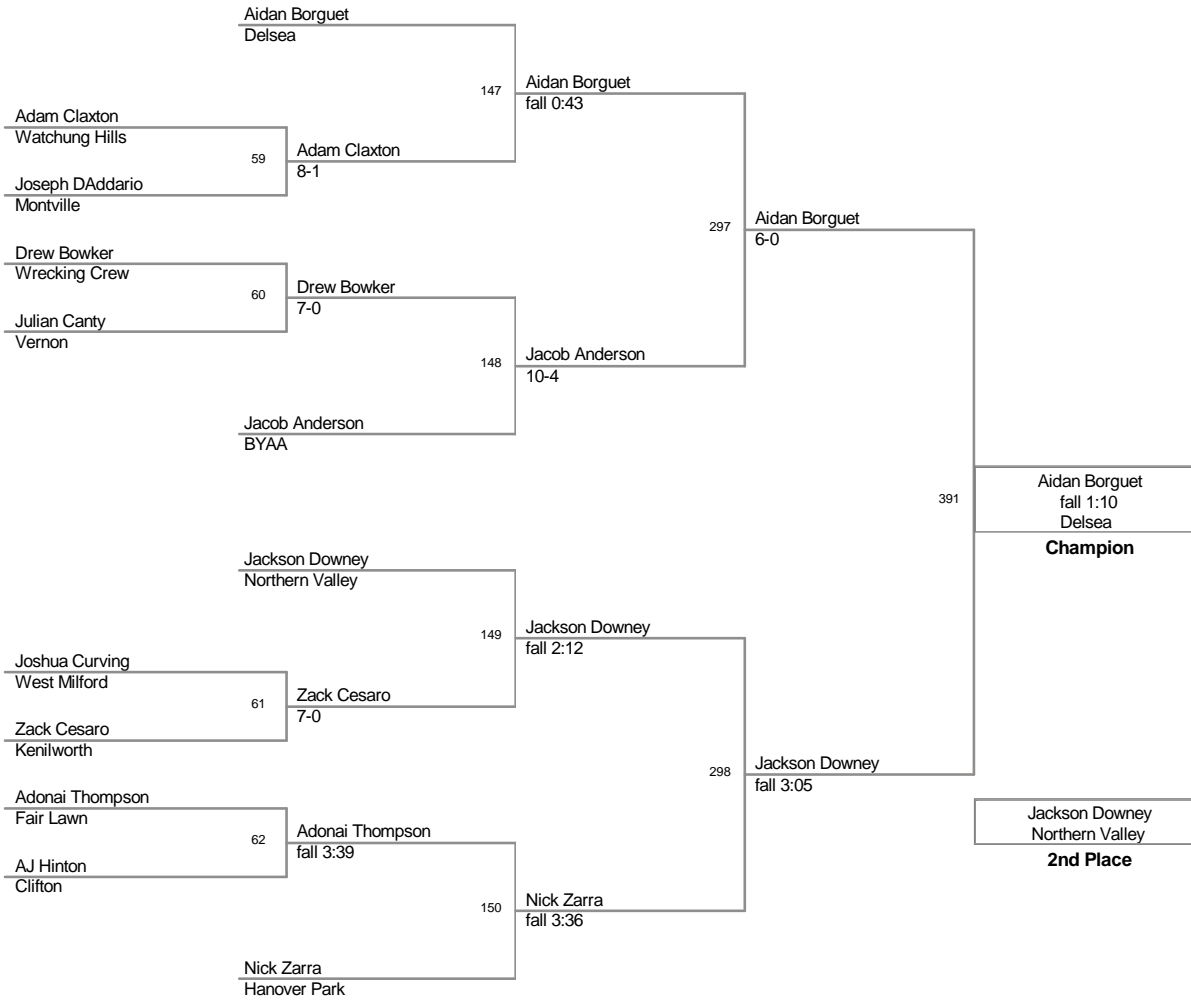 Aidan Borguet
Delsea
147
Aidan Borguet
fall 0:43
Adam Claxton
Watchung Hills
59
Adam Claxton
8-1
Joseph DAddario
Montville
297
Aidan Borguet
6-0
Drew Bowker
Wrecking Crew
60
Drew Bowker
7-0
Julian Canty
Vernon
148
Jacob Anderson
10-4
Jacob Anderson
BYAA
391
Aidan Borguet
fall 1:10
Delsea
Champion
Jackson Downey
Northern Valley
149
Jackson Downey
fall 2:12
Joshua Curving
West Milford
61
Zack Cesaro
7-0
Zack Cesaro
Kenilworth
298
Jackson Downey
fall 3:05
Adonai Thompson
Fair Lawn
62
Adonai Thompson
fall 3:39
AJ Hinton
Clifton
Jackson Downey
Northern Valley
2nd Place
150
Nick Zarra
fall 3:36
Nick Zarra
Hanover Park